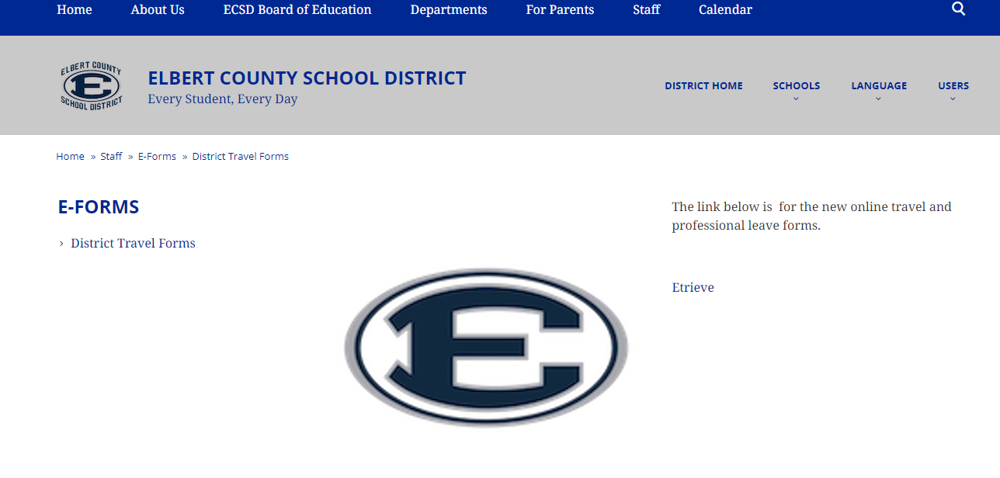 Home About Us ECSD Board of Education Departments For Parents Staff Calendar
ELBERT COUNTY
E
SCHOOL DISTRICT
ELBERT COUNTY SCHOOL DISTRICT
Every Student, Every Day
DISTRICT HOME SCHOOLS LANGUAGE USERS
Home » Staff » E-Forms » District Travel Forms
E-FORMS
› District Travel Forms
E
The link below is for the new online travel and
professional leave forms.
Etrieve